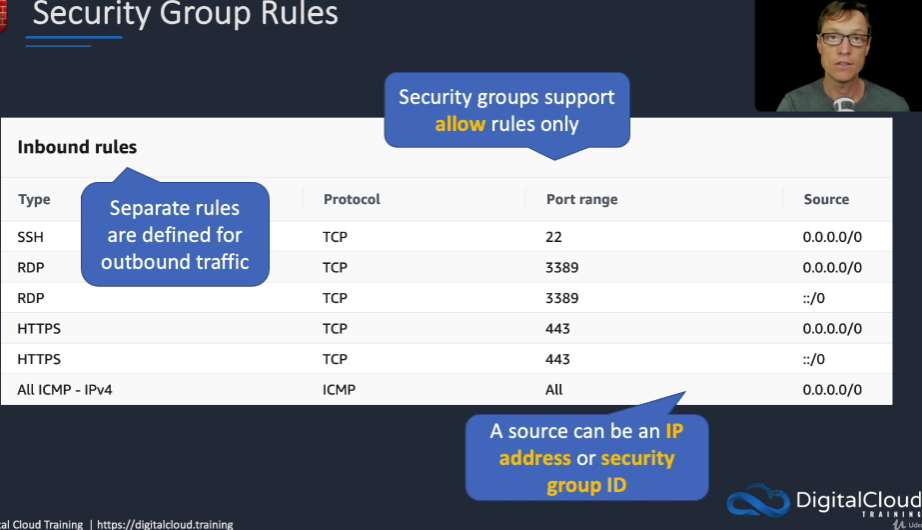 Security Group Rules
Security groups support
allow rules only
Inbound rules
Separate rules
are defined for
outbound traffic
Type Protocol Port range Source
SSH TCP 22 0.0.0.0/0
RDP TCP 3389 0.0.0.0/0
RDP TCP 3389 ::/0
HTTPS TCP 443 0.0.0.0/0
HTTPS TCP 443 ::/0
All ICMP - IPv4 ICMP All 0.0.0.0/0
A source can be an IP
address or security
group ID
DigitalCloud
TRAINING
Cloud Training | https://digitalcloud.training